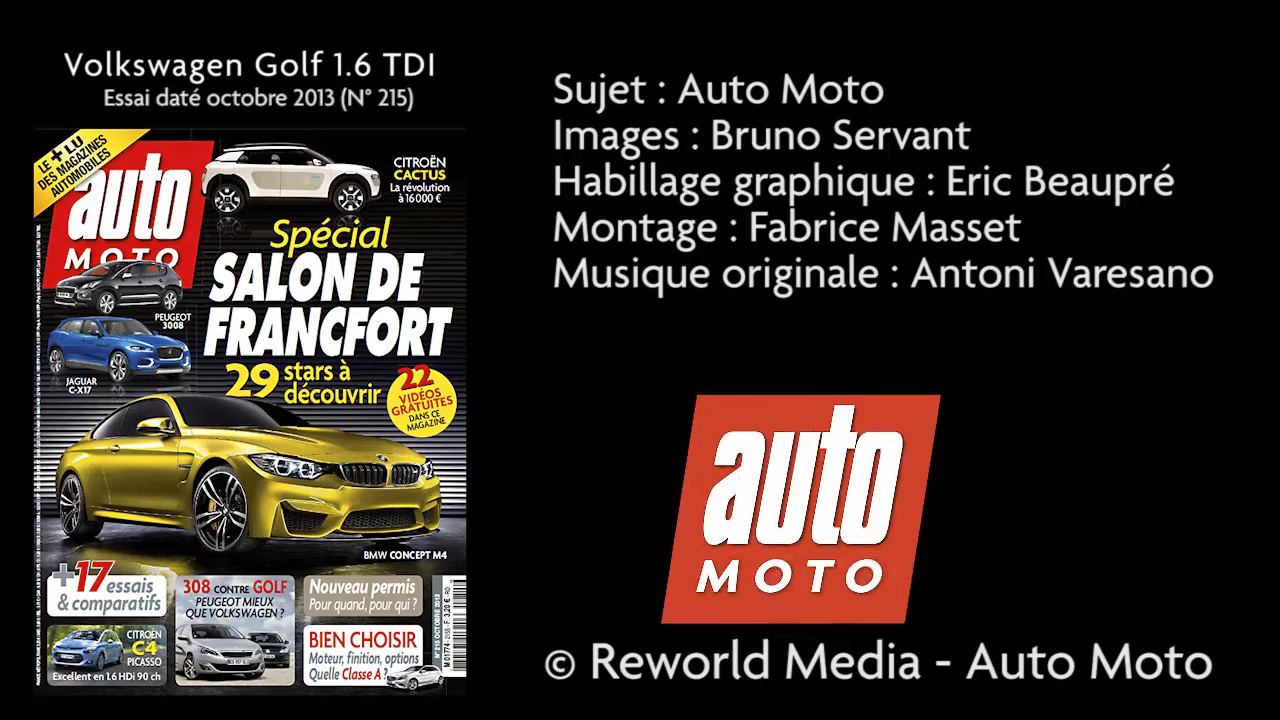 Volkswagen Golf 1.6 TDI
Essai daté octobre 2013 (N° 215)
LE + LU
DES MAGAZINES
AUTOMOBILES
auto
MOTO
CITROËN
CACTUS
La révolution
à 16 000 €
Spécial
SALON DE
FRANCFORT
29 stars à
découvrir
PEUGEOT
3008
JAGUAR
C-X17
22
VIDÉOS
GRATUITES
DANS CE
MAGAZINE
BMW CONCEPT M4
+17 essais
& comparatifs
308 CONTRE GOLF
PEUGEOT MIEUX
QUE VOLKSWAGEN ?
Nouveau permis
Pour quand, pour qui ?
CITROËN
C4
PICASSO
Excellent en 1.6 HDi 90 ch
BIEN CHOISIR
Moteur, finition, options
Quelle Classe A ?
Sujet : Auto Moto
Images : Bruno Servant
Habillage graphique : Eric Beaupré
Montage : Fabrice Masset
Musique originale : Antoni Varesano
auto
MOTO
© Reworld Media - Auto Moto